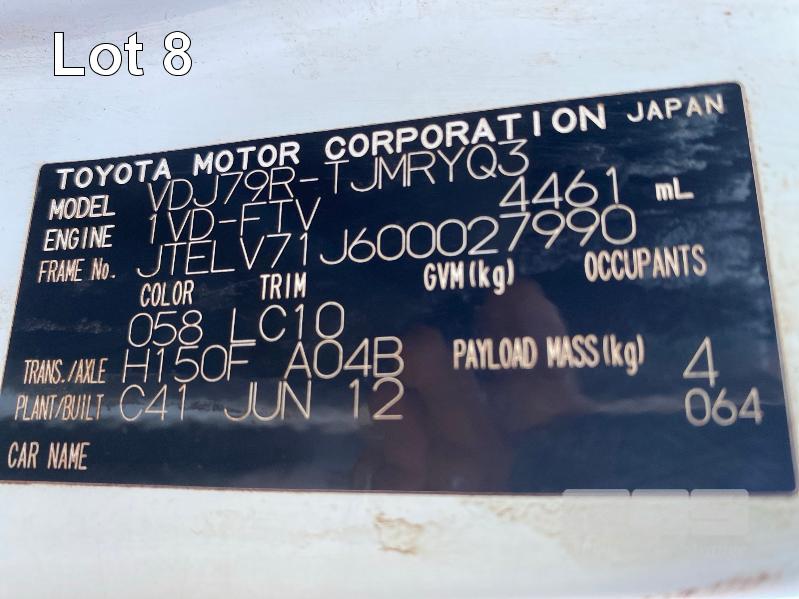 Lot 8
TOYOTA MOTOR CORPORATION JAPAN
MODEL VDJ79R-TJMRYQ3
ENGINE 1VD-FTV 4461 mL
FRAME No. JTELV71J600027990
COLOR TRIM GVM(kg) OCCUPANTS
058 LC10
TRANS./AXLE H150F A04B PAYLOAD MASS(kg) 4
PLANT/BUILT C41 JUN 12 064
CAR NAME